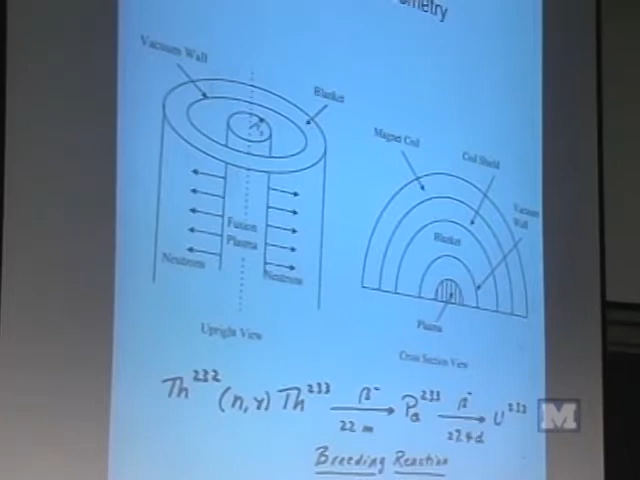 Vacuum Wall
Blanket
Magnet Coil
Coil Shield
Vacuum
Wall
Blanket
Fusion
Plasma
Neutrons
Neutrons
Plasma
Upright View
Cross Section View
Th²³² (n,γ) Th²³³ β⁻ 22 m Pa²³³ β⁻ 27.4 d U²³³
Breeding Reaction
M